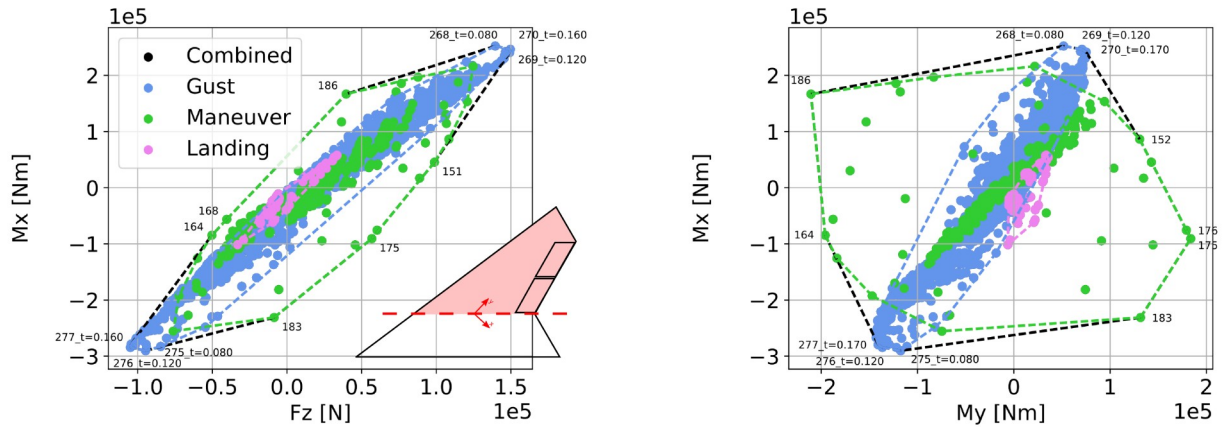 1e5
268_t=0.080
270_t=0.160
269_t=0.120
Combined
Gust
Maneuver
Landing
186
151
168
164
175
183
277_t=0.160
275_t=0.080
276_t=0.120
2
1
0
−1
−2
−3
Mx [Nm]
−1.0
−0.5
0.0
0.5
1.0
1.5
Fz [N]
1e5
1e5
268_t=0.080
269_t=0.120
270_t=0.170
186
152
164
176
175
183
277_t=0.170
275_t=0.080
276_t=0.120
2
1
0
−1
−2
−3
Mx [Nm]
−2
−1
0
1
2
My [Nm]
1e5